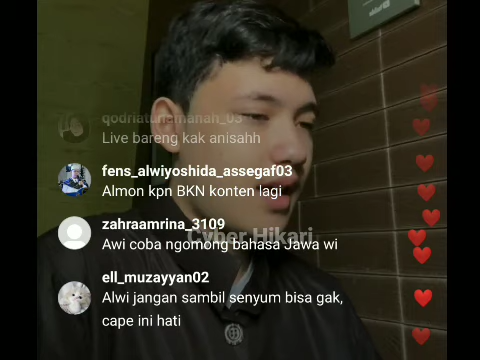 Live bareng kak anisahh
fens_alwiyoshida_assegaf03
Almon kpn BKN konten lagi
zahraamrina_3109
Awi coba ngomong bahasa Jawa wi
Cyber Hikari
ell_muzayyan02
Alwi jangan sambil senyum bisa gak,
cape ini hati